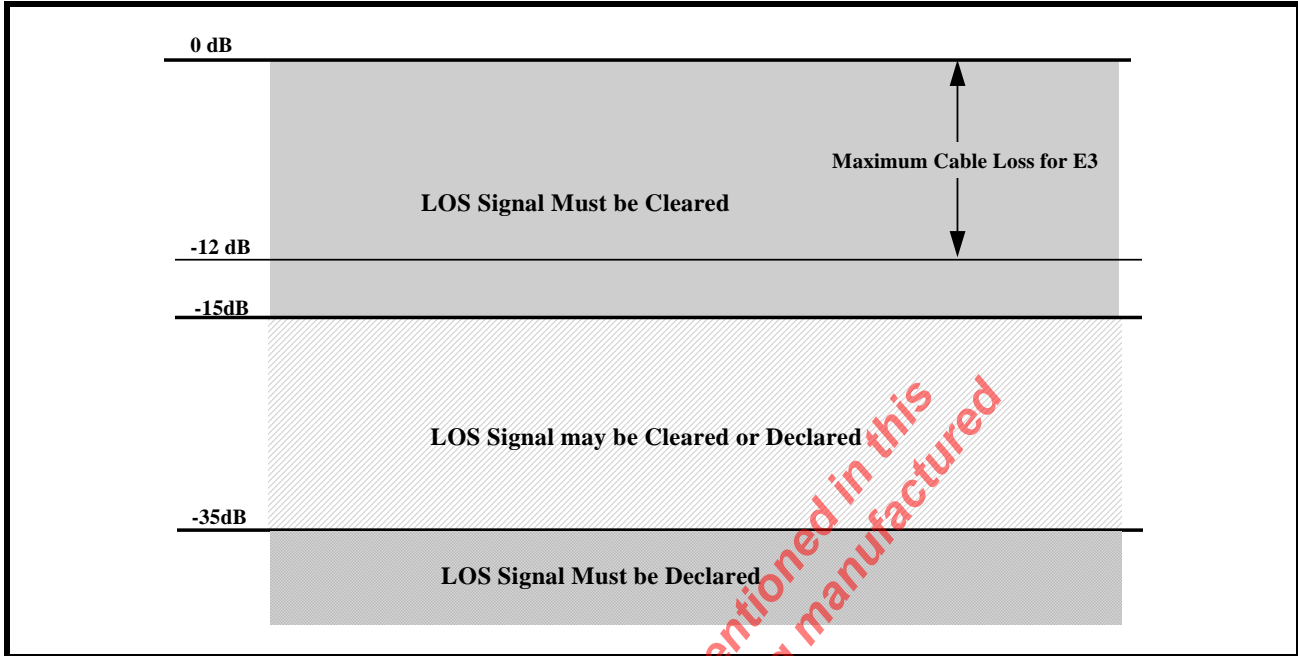 0 dB
Maximum Cable Loss for E3
LOS Signal Must be Cleared
-12 dB
-15dB
LOS Signal may be Cleared or Declared
-35dB
LOS Signal Must be Declared
mentioned in this
manufactured